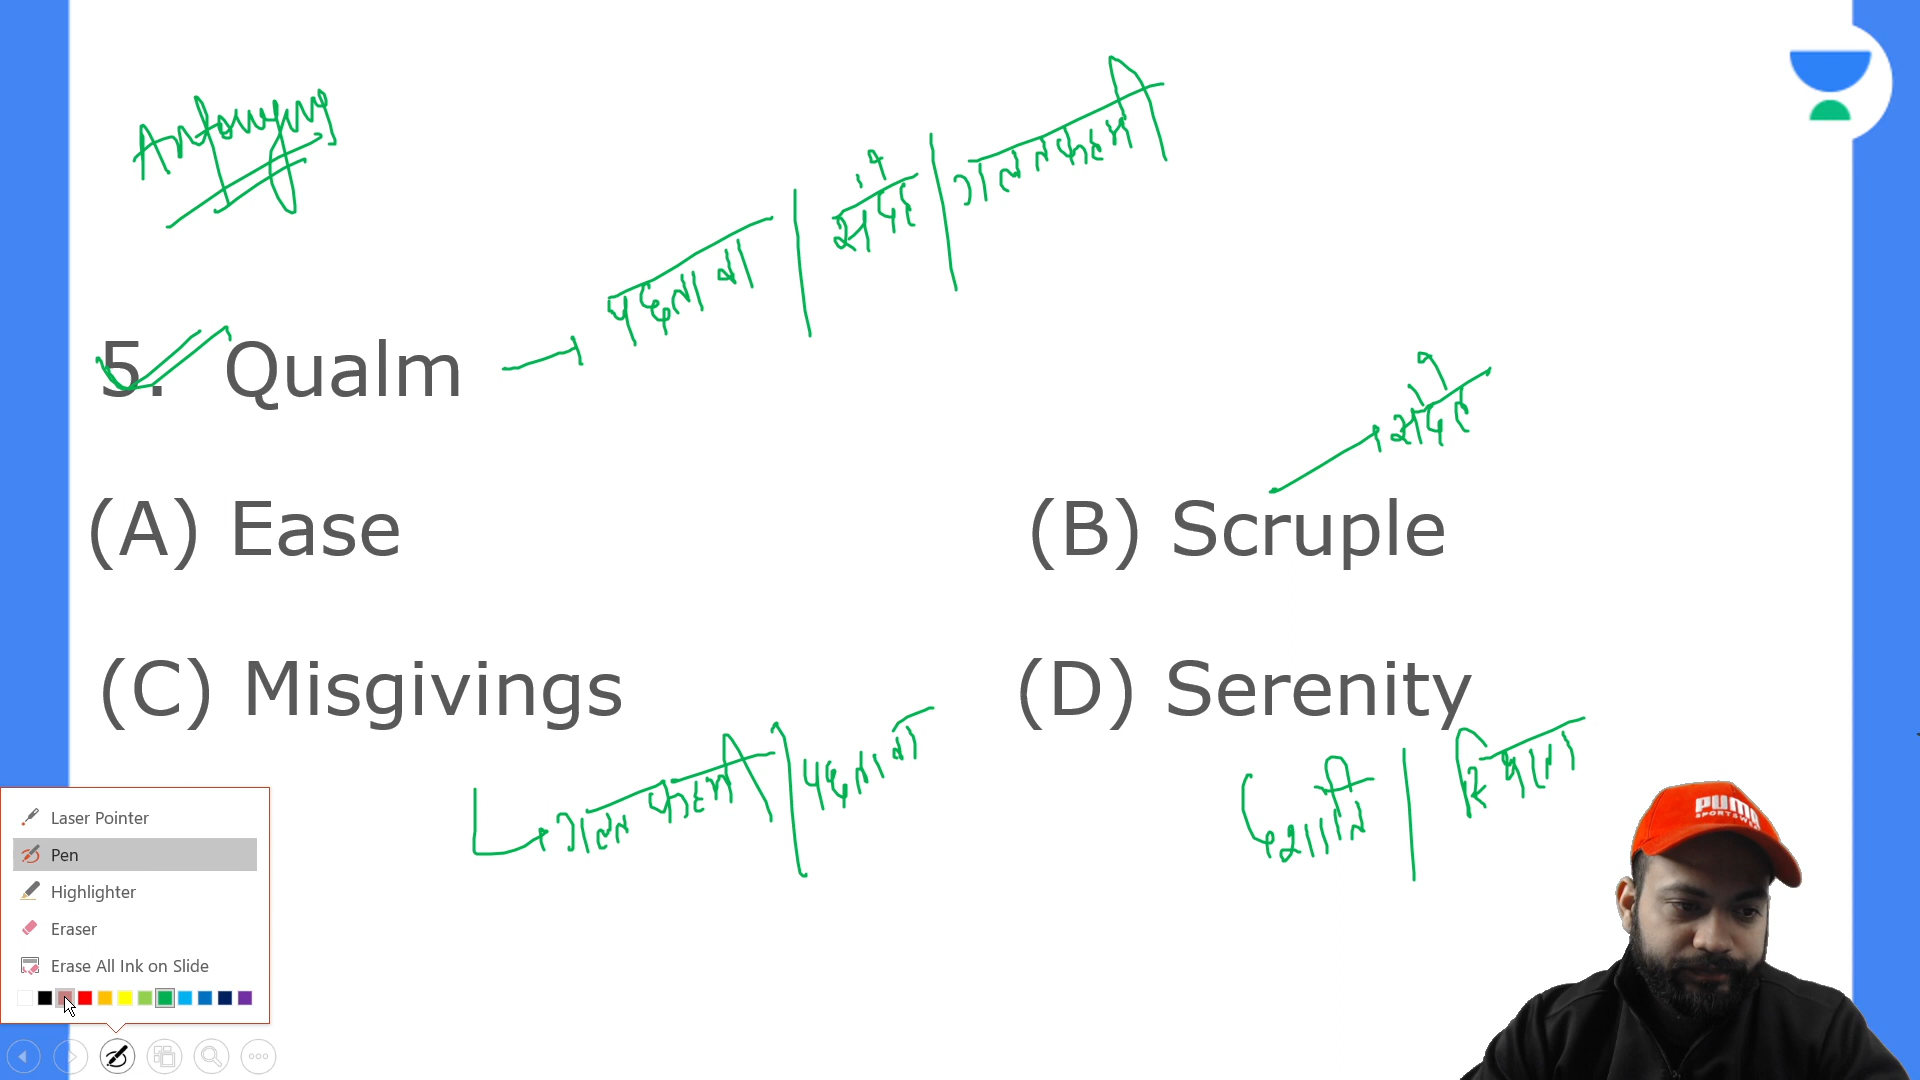 Antonyms
पछतावा | संदेह | गलतफहमी
5. Qualm
संदेह
(A) Ease (B) Scruple
(C) Misgivings (D) Serenity
गलतफहमी | पछतावा
शान्ति | स्थिरता
Laser Pointer
Pen
Highlighter
Eraser
Erase All Ink on Slide
PUMA